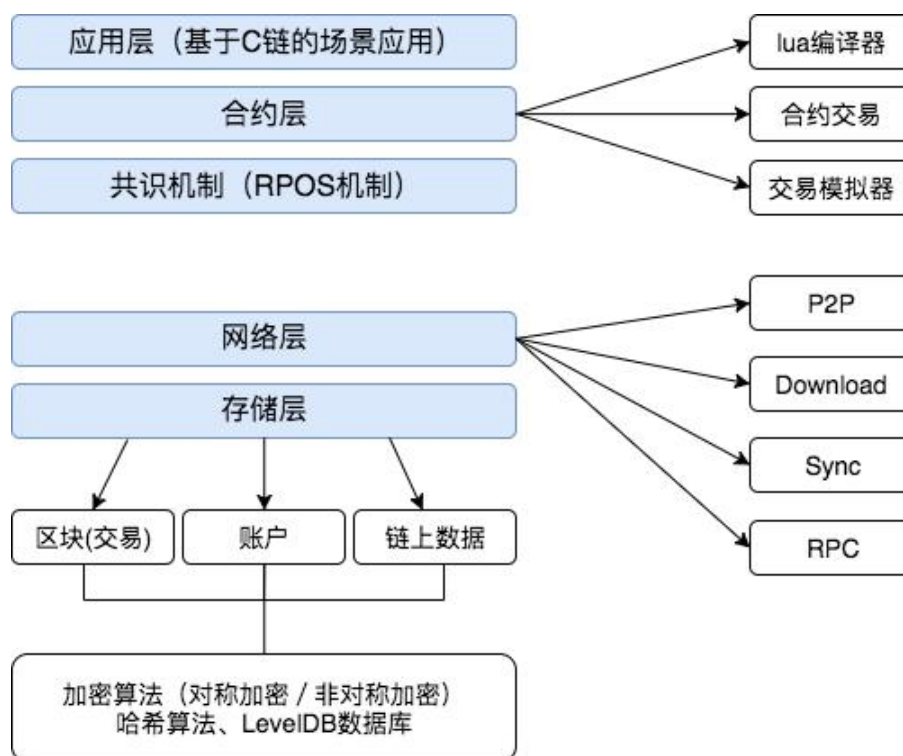 应用层（基于C链的场景应用）
合约层
共识机制（RPOS机制）
lua编译器
合约交易
交易模拟器
网络层
存储层
P2P
Download
Sync
RPC
区块(交易)
账户
链上数据
加密算法（对称加密 / 非对称加密）
哈希算法、LevelDB数据库